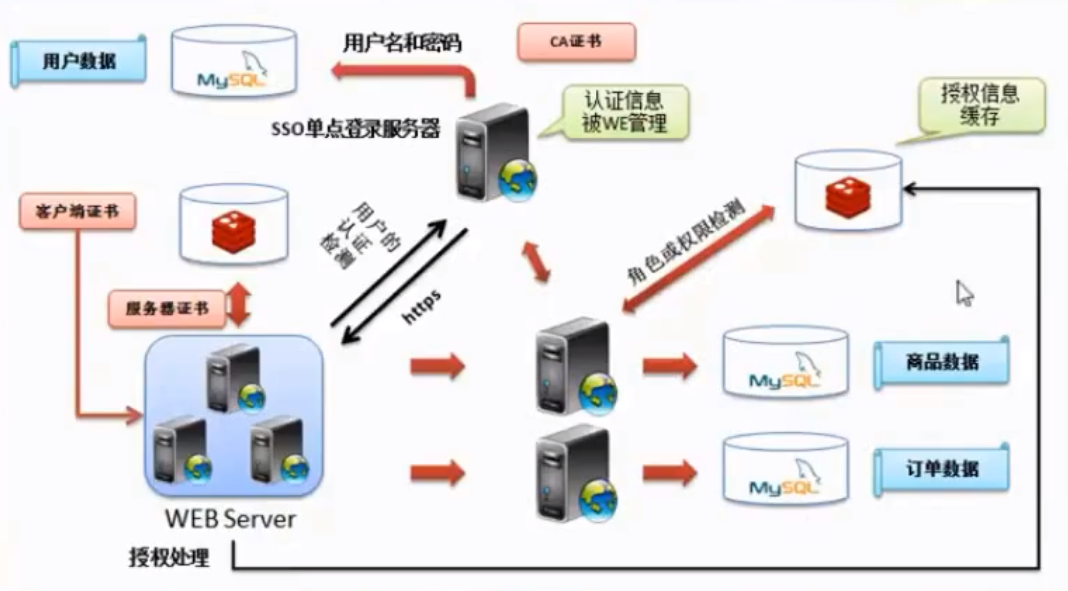 用户名和密码
CA证书
用户数据
MySQL
认证信息
被WE管理
授权信息
缓存
SSO单点登录服务器
客户端证书
用户的
认证
检测
角色或权限检测
https
服务器证书
MySQL
商品数据
MySQL
订单数据
WEB Server
授权处理